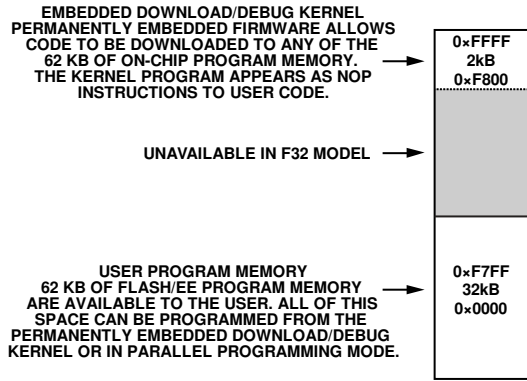 EMBEDDED DOWNLOAD/DEBUG KERNEL
PERMANENTLY EMBEDDED FIRMWARE ALLOWS
CODE TO BE DOWNLOADED TO ANY OF THE
62 KB OF ON-CHIP PROGRAM MEMORY.
THE KERNEL PROGRAM APPEARS AS NOP
INSTRUCTIONS TO USER CODE.
0×FFFF
2kB
0×F800
UNAVAILABLE IN F32 MODEL
USER PROGRAM MEMORY
62 KB OF FLASH/EE PROGRAM MEMORY
ARE AVAILABLE TO THE USER. ALL OF THIS
SPACE CAN BE PROGRAMMED FROM THE
PERMANENTLY EMBEDDED DOWNLOAD/DEBUG
KERNEL OR IN PARALLEL PROGRAMMING MODE.
0×F7FF
32kB
0×0000